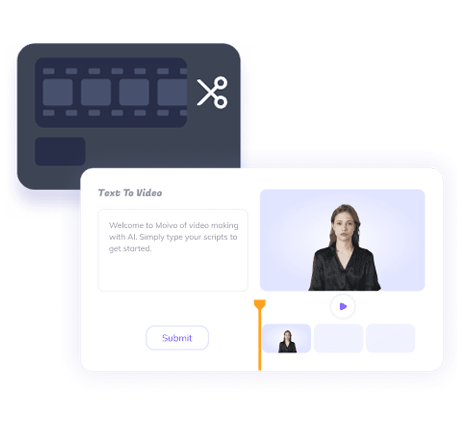 Text To Video
Welcome to Moivo of video making
with AI. Simply type your scripts to
get started.
Submit